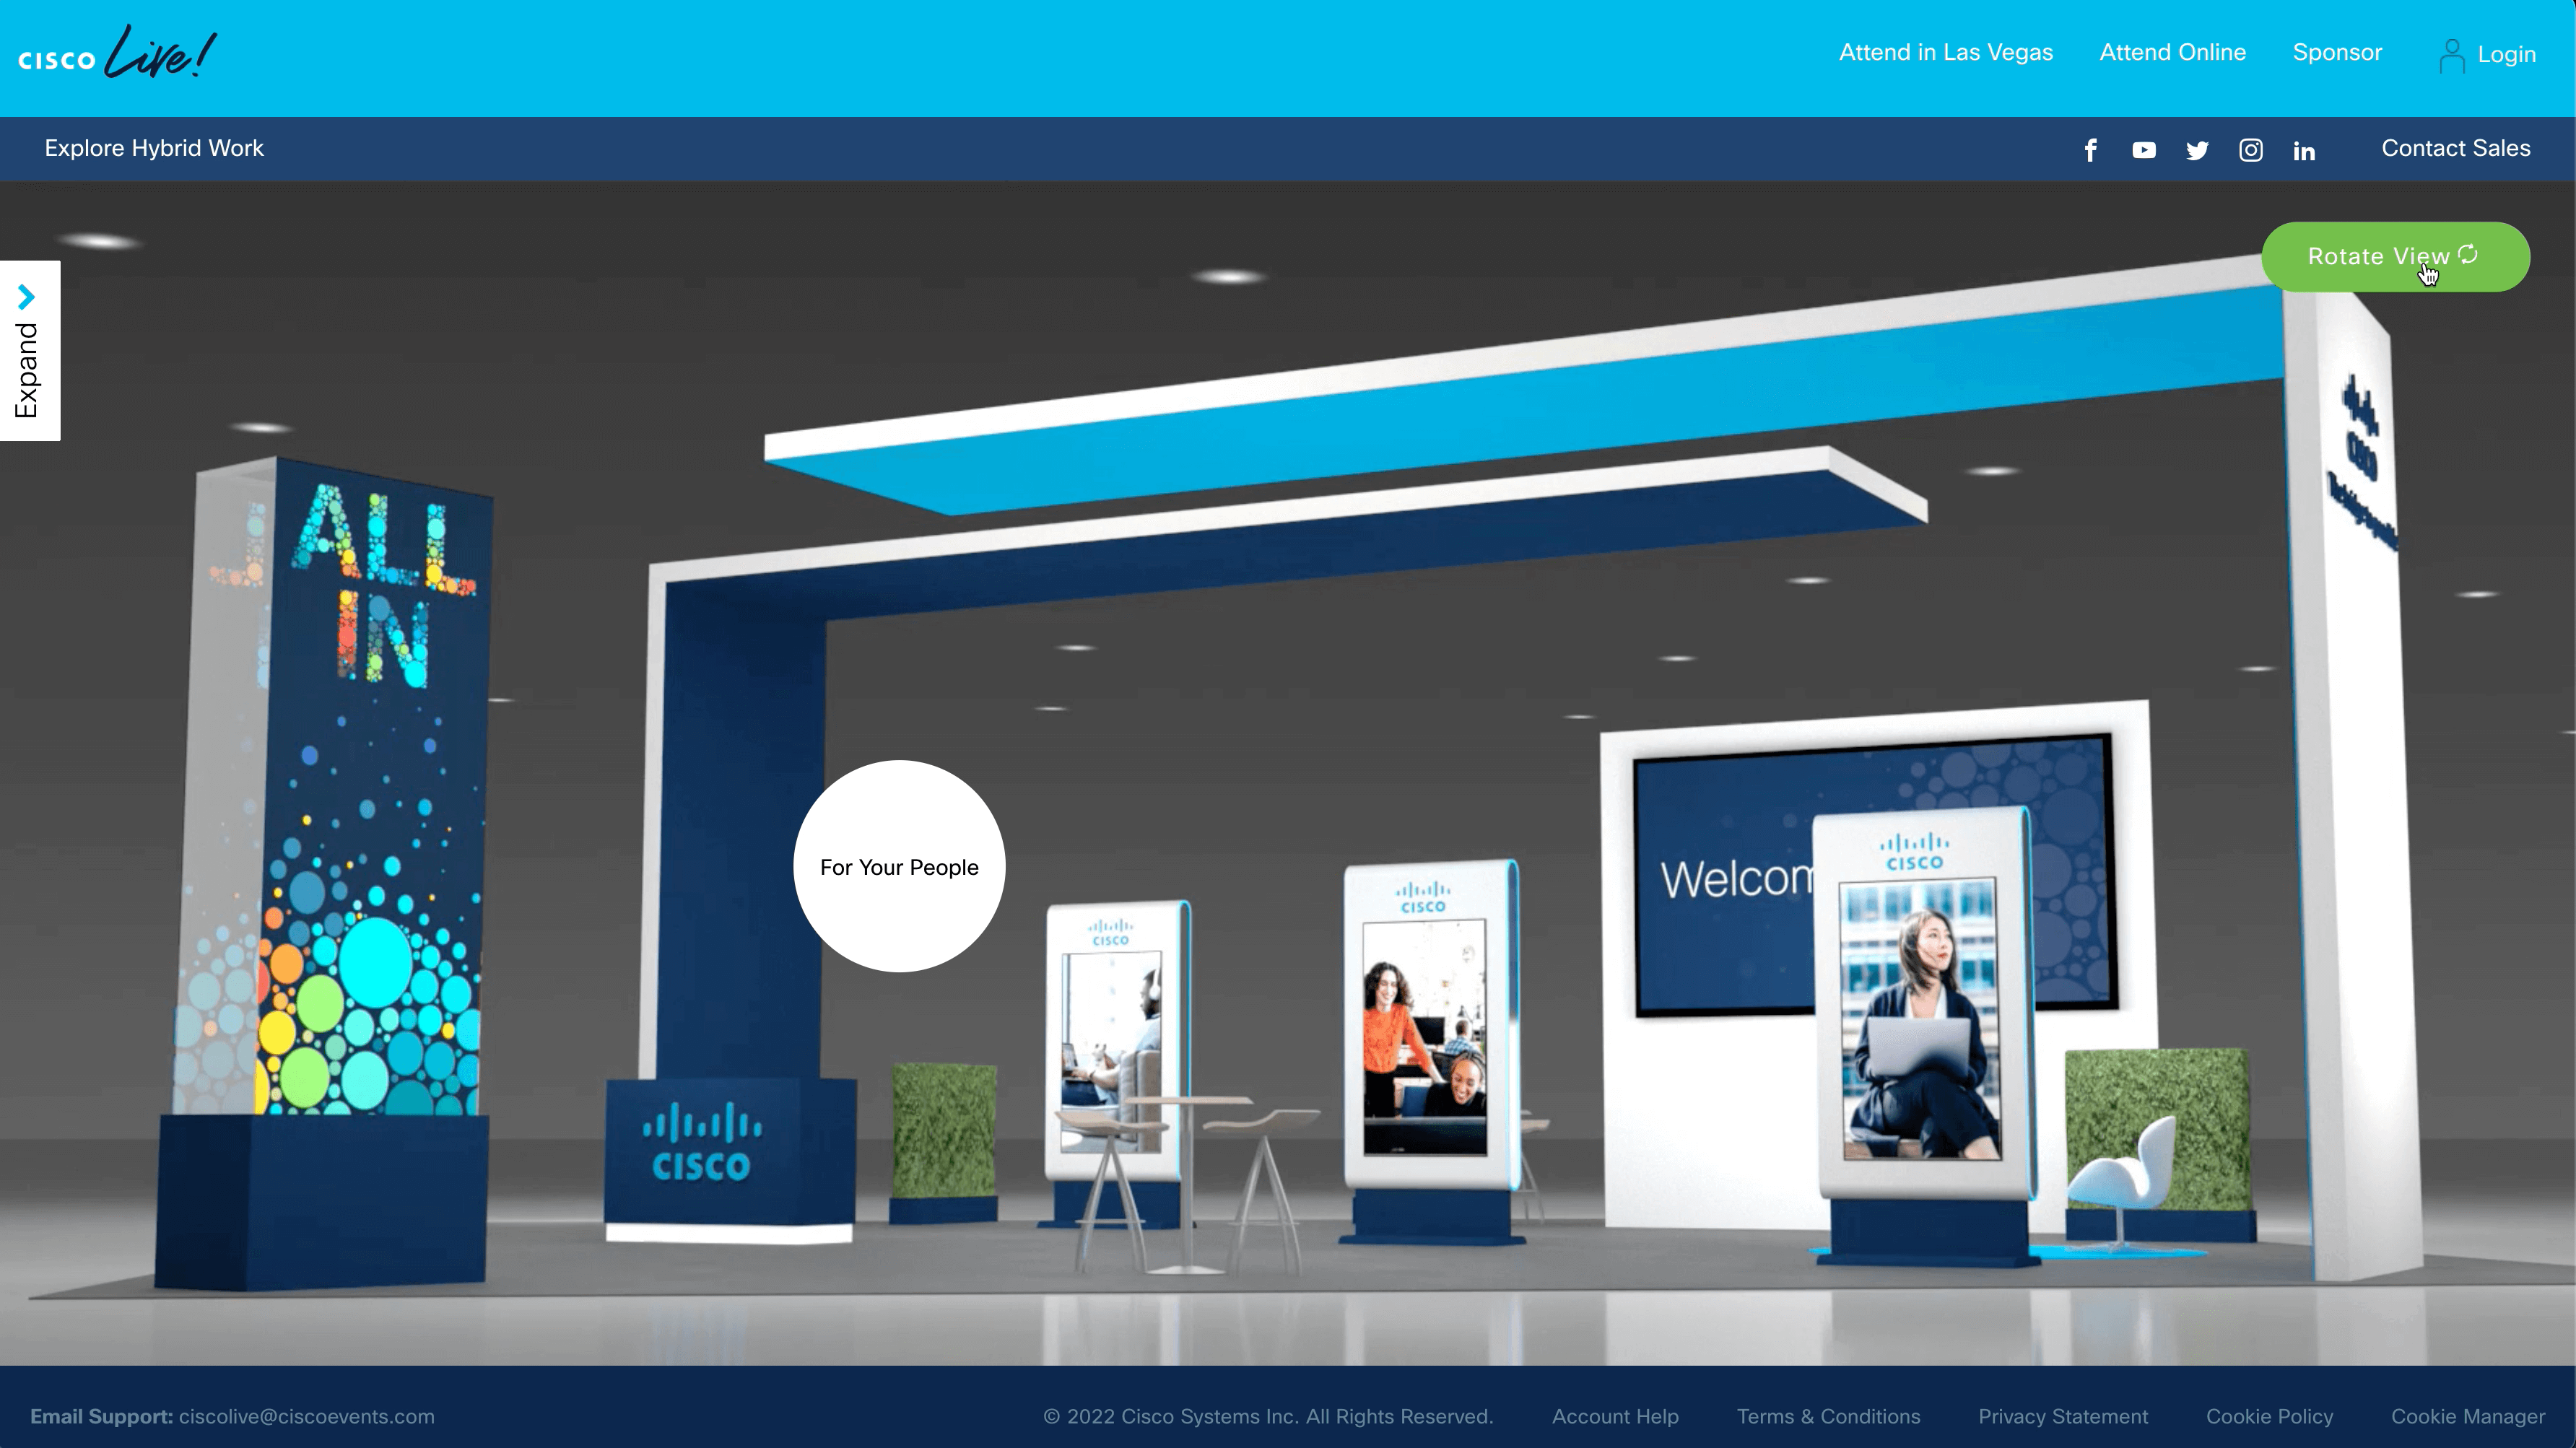 CISCO Live!
Attend in Las Vegas
Attend Online
Sponsor
Login
Explore Hybrid Work
Contact Sales
Rotate View
Expand
ALL
IN
CISCO
For Your People
CISCO
CISCO
Welcom
CISCO
CISCO
Email Support: ciscolive@ciscoevents.com
© 2022 Cisco Systems Inc. All Rights Reserved.
Account Help
Terms & Conditions
Privacy Statement
Cookie Policy
Cookie Manager